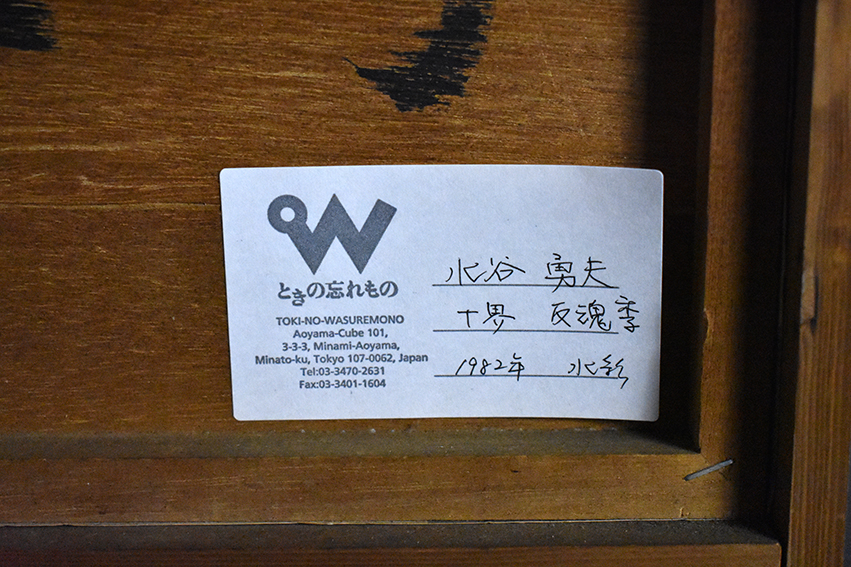 ときの忘れもの
TOKI-NO-WASUREMONO
Aoyama-Cube 101,
3-3-3, Minami-Aoyama,
Minato-ku, Tokyo 107-0062, Japan
Tel:03-3470-2631
Fax:03-3401-1604
水谷 勇夫
十界 反魂季
1982年 水彩